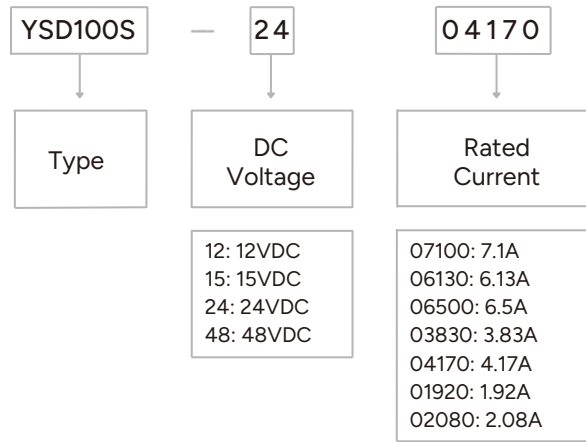 YSD100S — 24 04170
Type
DC
Voltage
Rated
Current
12: 12VDC
15: 15VDC
24: 24VDC
48: 48VDC
07100: 7.1A
06130: 6.13A
06500: 6.5A
03830: 3.83A
04170: 4.17A
01920: 1.92A
02080: 2.08A